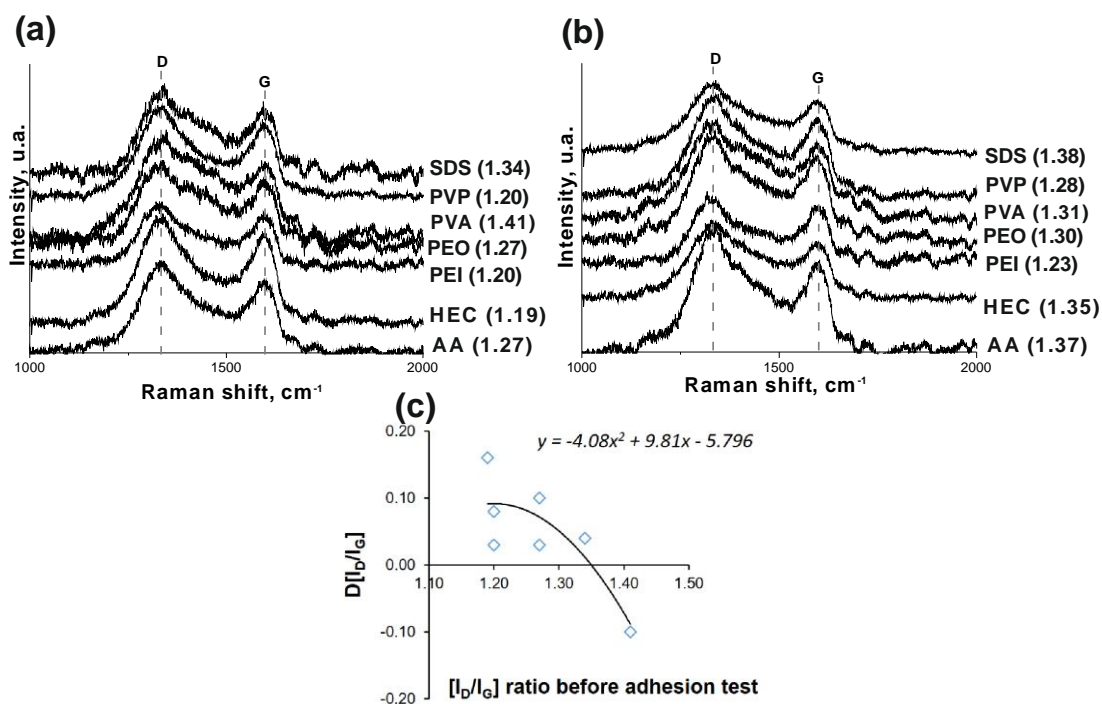 (a)
D
G
Intensity, u.a.
SDS (1.34)
PVP (1.20)
PVA (1.41)
PEO (1.27)
PEI (1.20)
HEC (1.19)
AA (1.27)
1000
1500
2000
Raman shift, cm⁻¹
(b)
D
G
Intensity, u.a.
SDS (1.38)
PVP (1.28)
PVA (1.31)
PEO (1.30)
PEI (1.23)
HEC (1.35)
AA (1.37)
1000
1500
2000
Raman shift, cm⁻¹
(c)
y = -4.08x² + 9.81x - 5.796
D[I_D/I_G]
0.20
0.10
0.00
-0.10
-0.20
1.10
1.20
1.30
1.40
1.50
[I_D/I_G] ratio before adhesion test